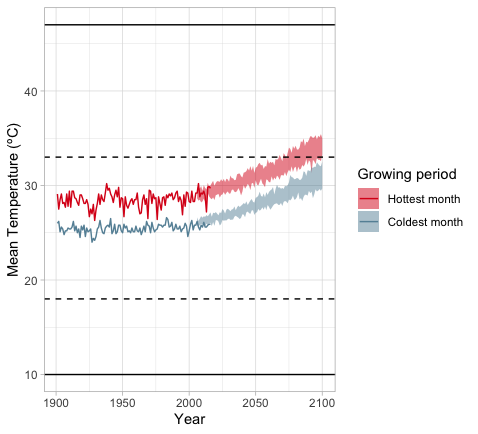 Mean Temperature (°C)
40
30
20
10
1900 1950 2000 2050 2100
Year
Growing period
Hottest month
Coldest month